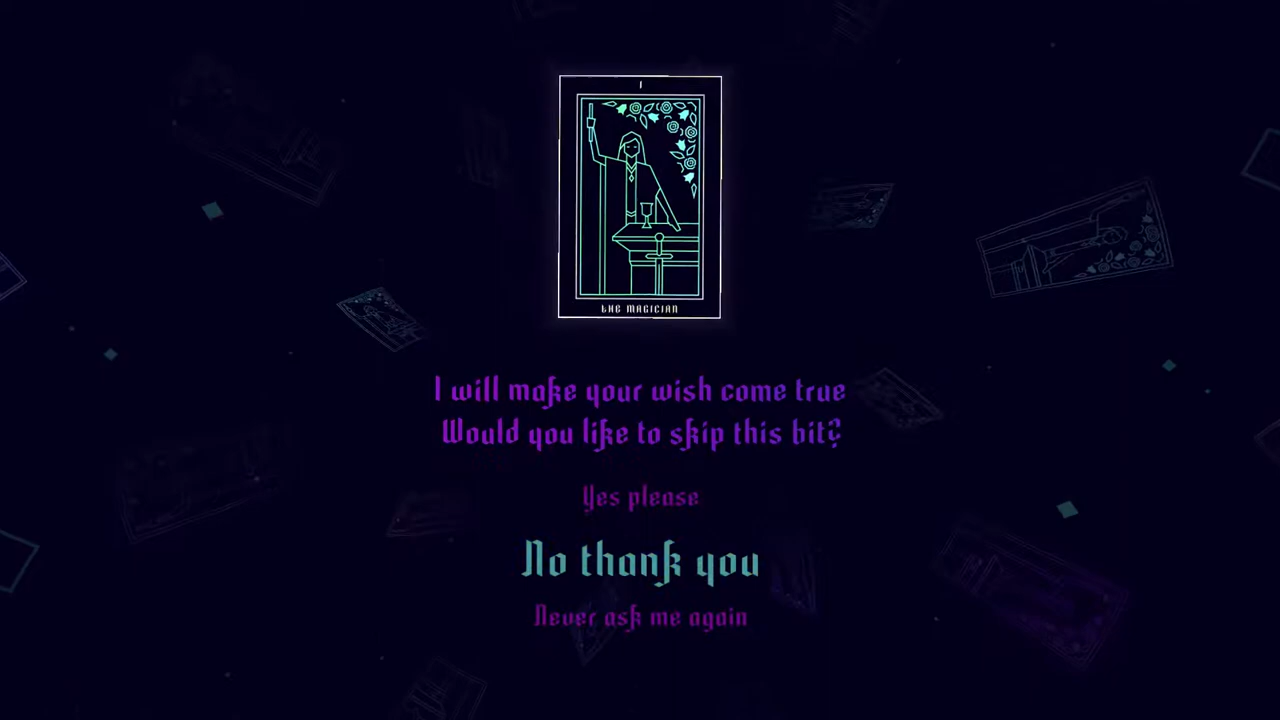 I
THE MAGICIAN
I will make your wish come true
Would you like to skip this bit?
Yes please
No thank you
Never ask me again